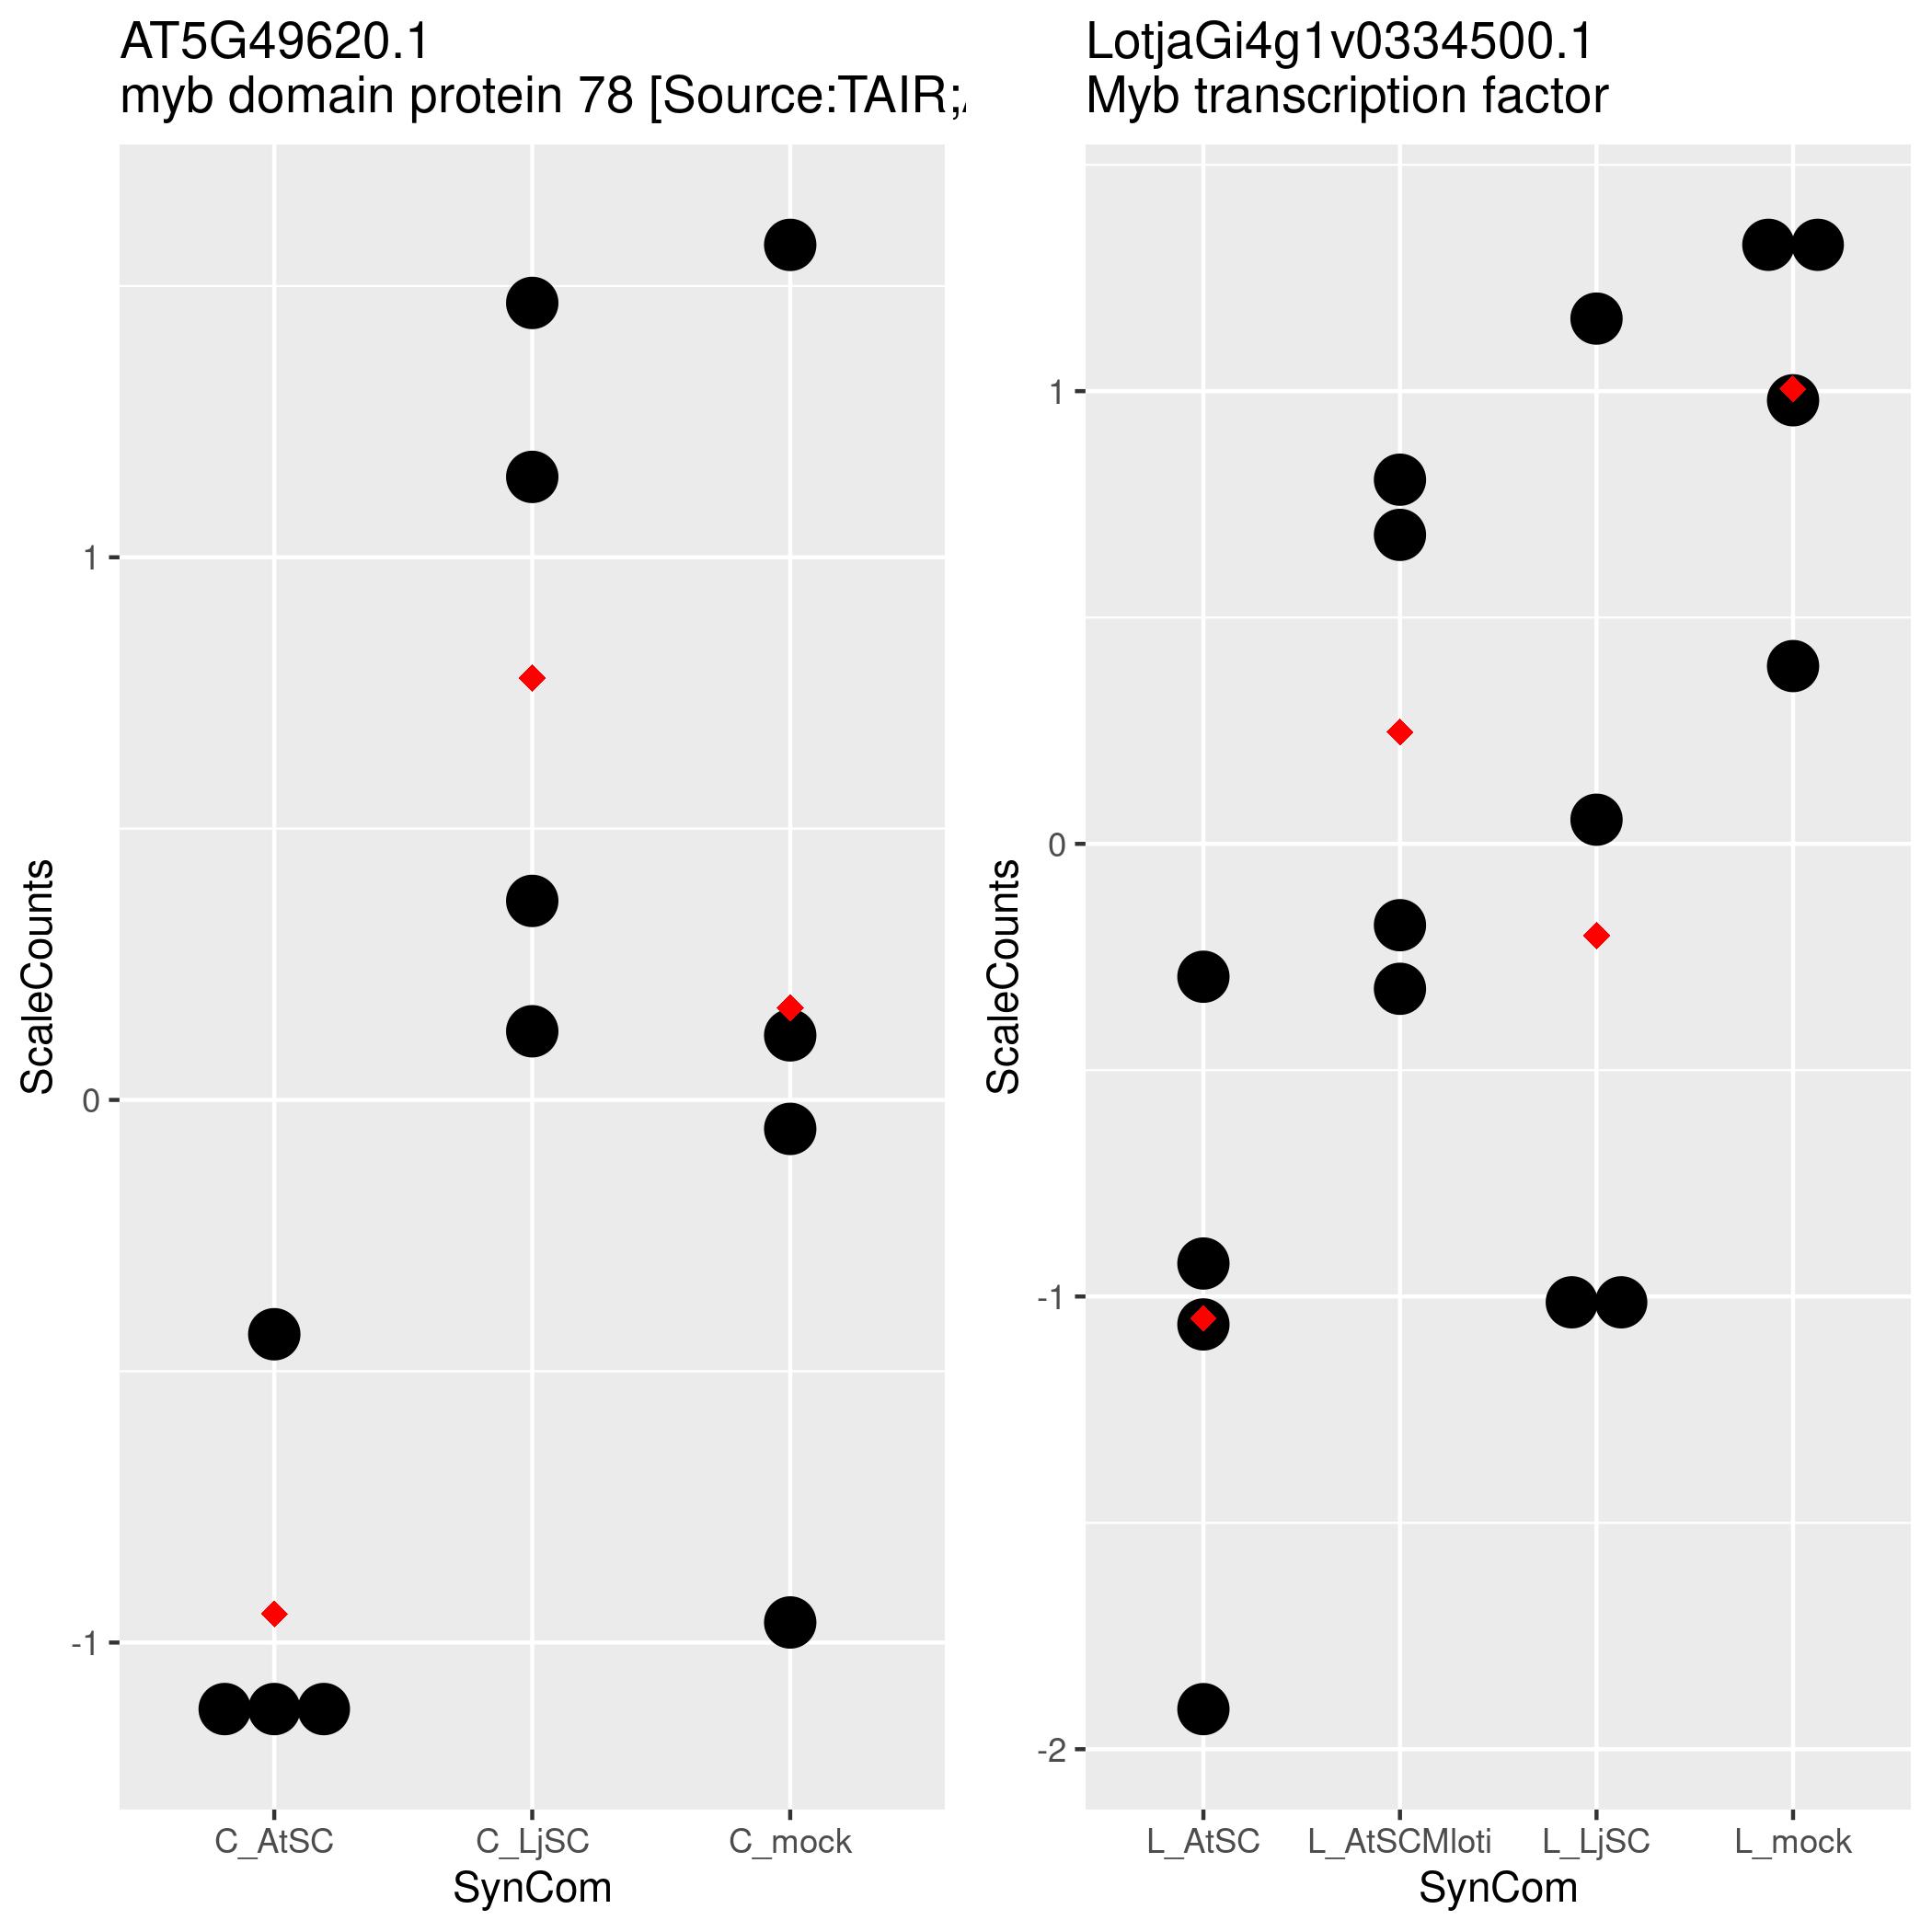 AT5G49620.1
myb domain protein 78 [Source:TAIR;
ScaleCounts
1
0
-1
C_AtSC C_LjSC C_mock
SynCom
LotjaGi4g1v0334500.1
Myb transcription factor
ScaleCounts
1
0
-1
-2
L_AtSC L_AtSCMloti L_LjSC L_mock
SynCom